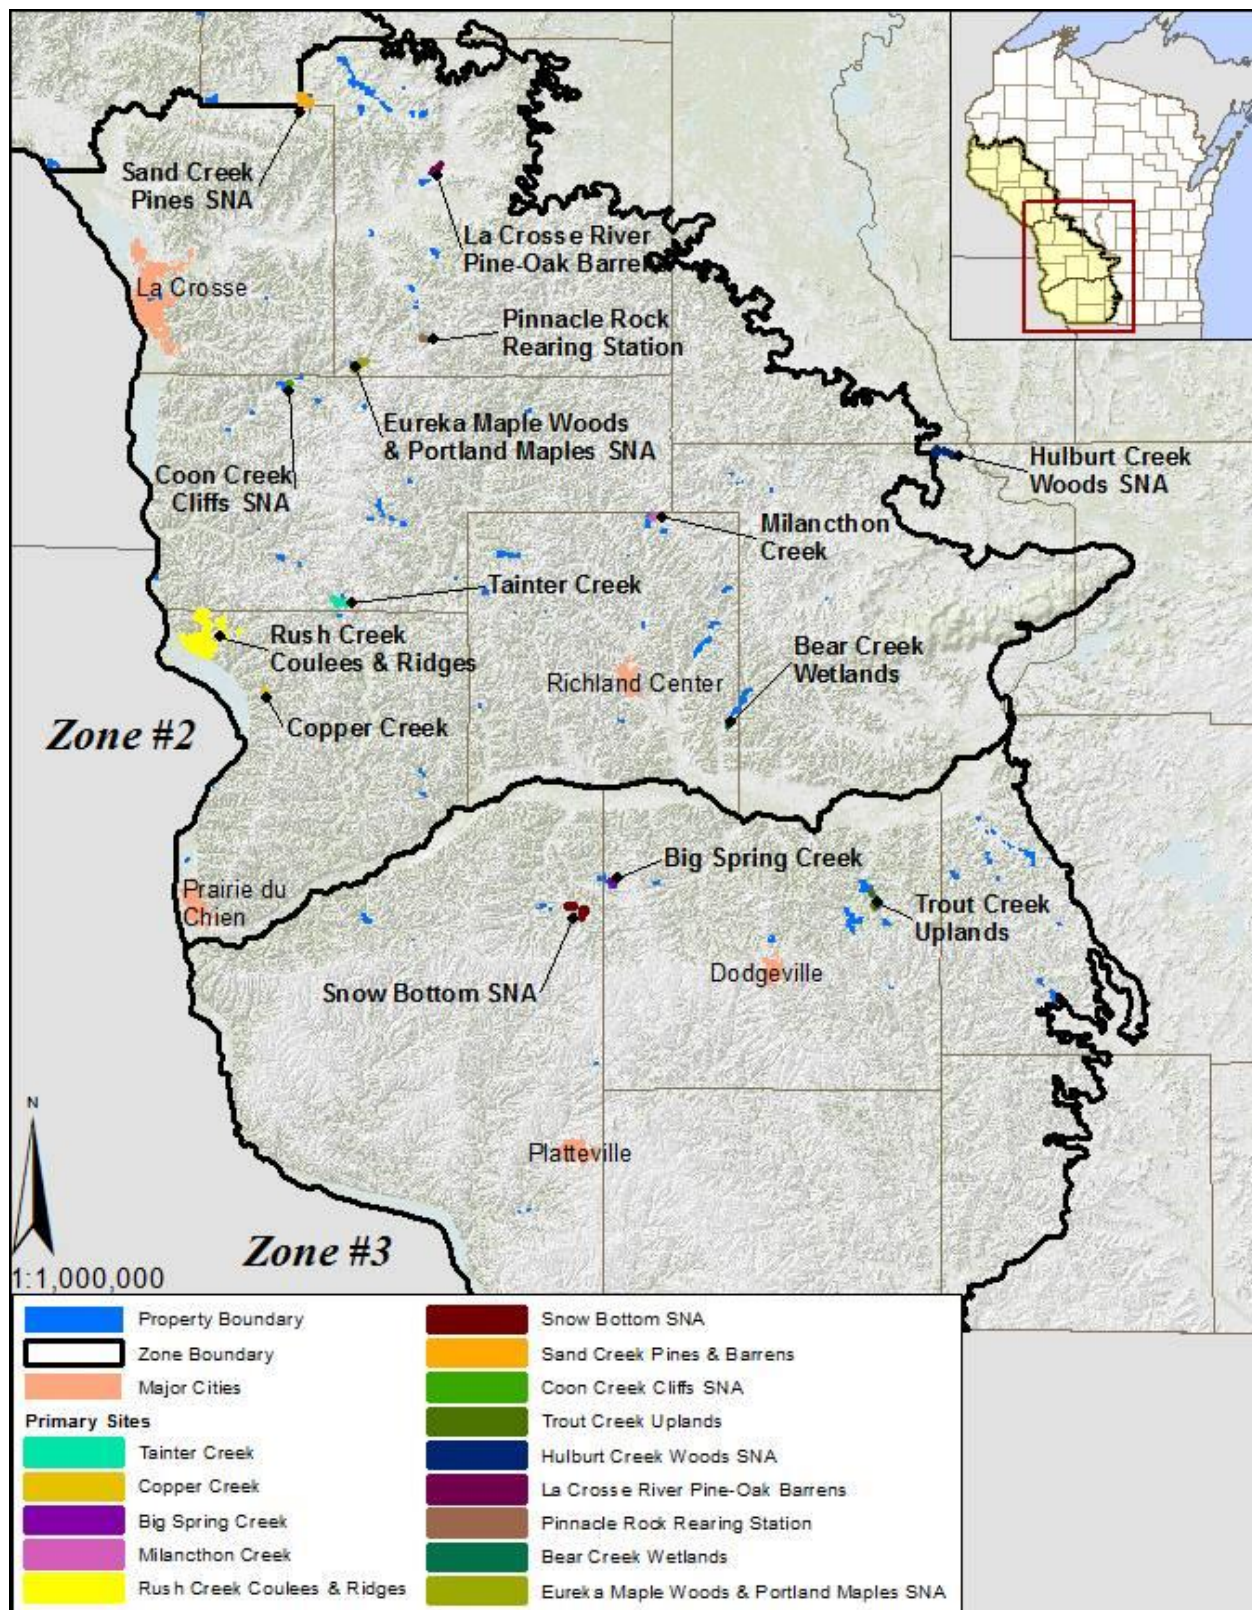 Sand Creek
Pines SNA
La Crosse River
Pine-Oak Barrens
La Crosse
Pinnacle Rock
Rearing Station
Eureka Maple Woods
& Portland Maples SNA
Coon Creek
Cliffs SNA
Hulburt Creek
Woods SNA
Milancthon
Creek
Tainter Creek
Rush Creek
Coulees & Ridges
Bear Creek
Wetlands
Richland Center
Copper Creek
Zone #2
Big Spring Creek
Prairie du
Chien
Trout Creek
Uplands
Dodgeville
Snow Bottom SNA
N
Platteville
Zone #3
1:1,000,000
Property Boundary
Zone Boundary
Major Cities
Primary Sites
Tainter Creek
Copper Creek
Big Spring Creek
Milancthon Creek
Rush Creek Coulees & Ridges
Snow Bottom SNA
Sand Creek Pines & Barrens
Coon Creek Cliffs SNA
Trout Creek Uplands
Hulburt Creek Woods SNA
La Crosse River Pine-Oak Barrens
Pinnacle Rock Rearing Station
Bear Creek Wetlands
Eureka Maple Woods & Portland Maples SNA